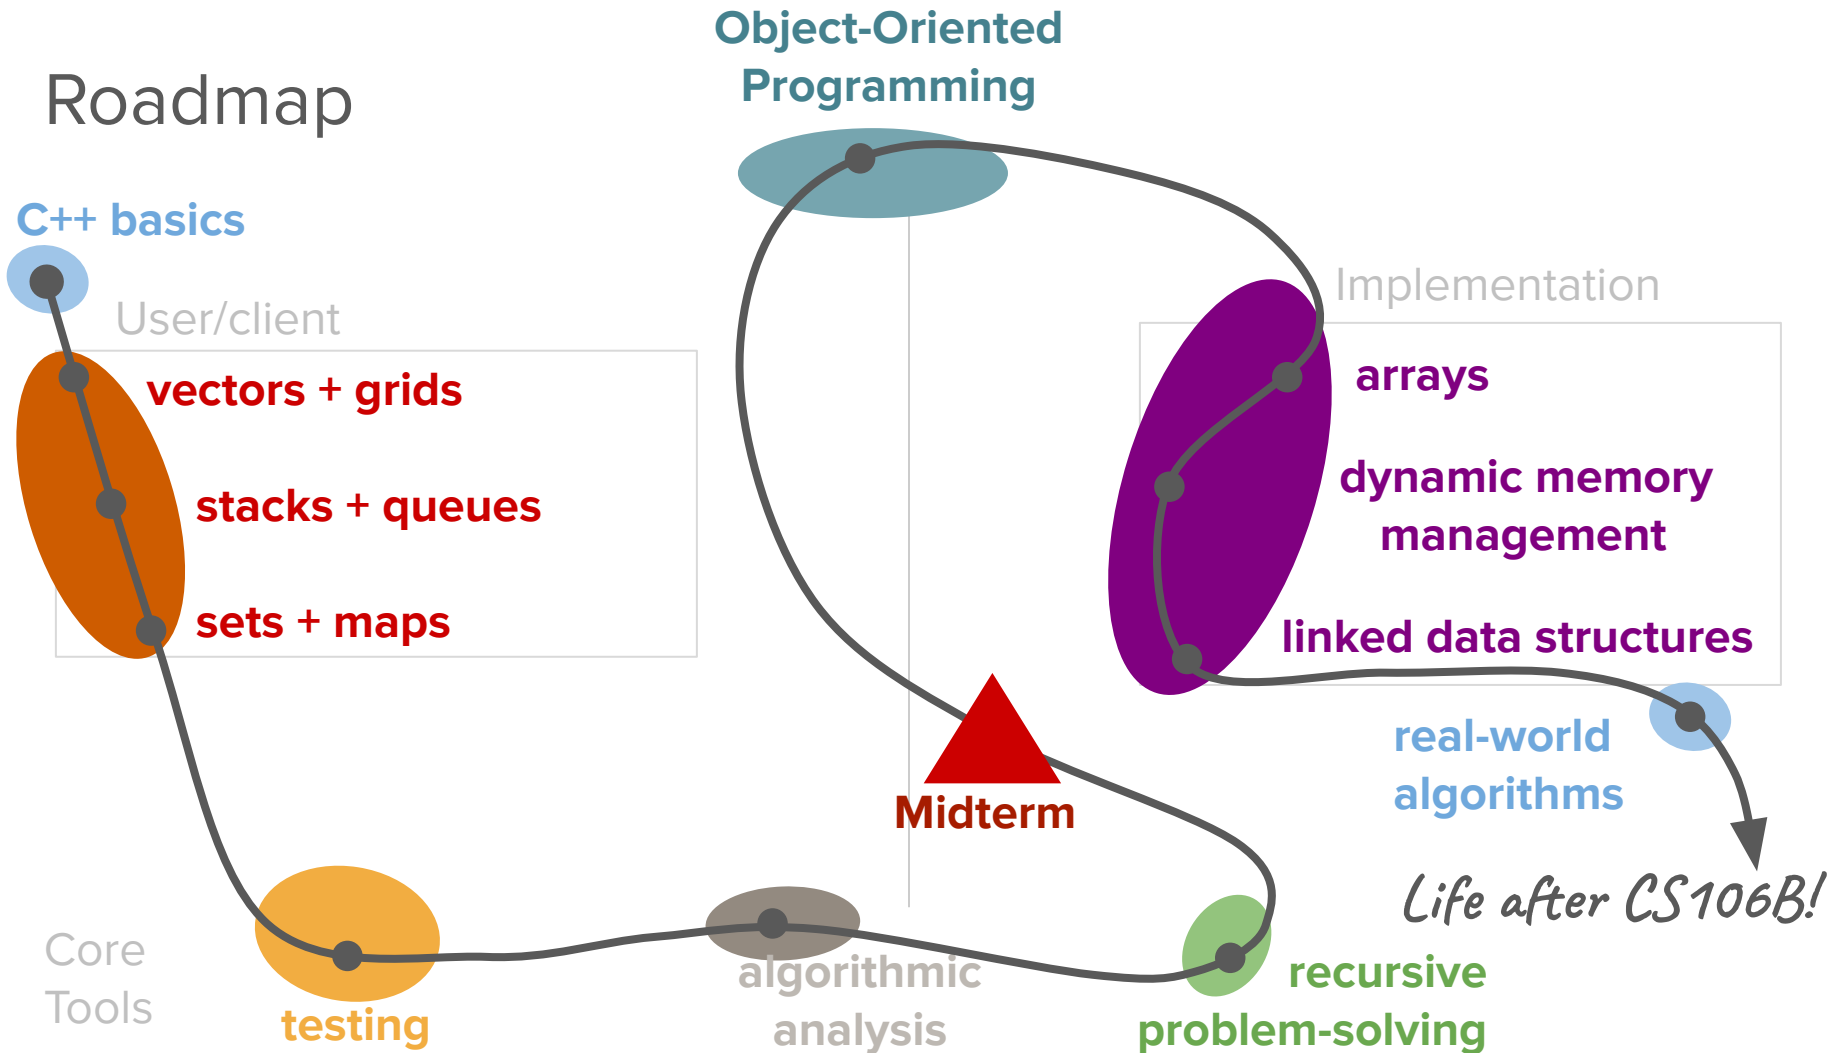 Roadmap
Object-Oriented
Programming
C++ basics
User/client
vectors + grids
stacks + queues
sets + maps
Implementation
arrays
dynamic memory
management
linked data structures
real-world
algorithms
Midterm
Life after CS106B!
Core
Tools
testing
algorithmic
analysis
recursive
problem-solving